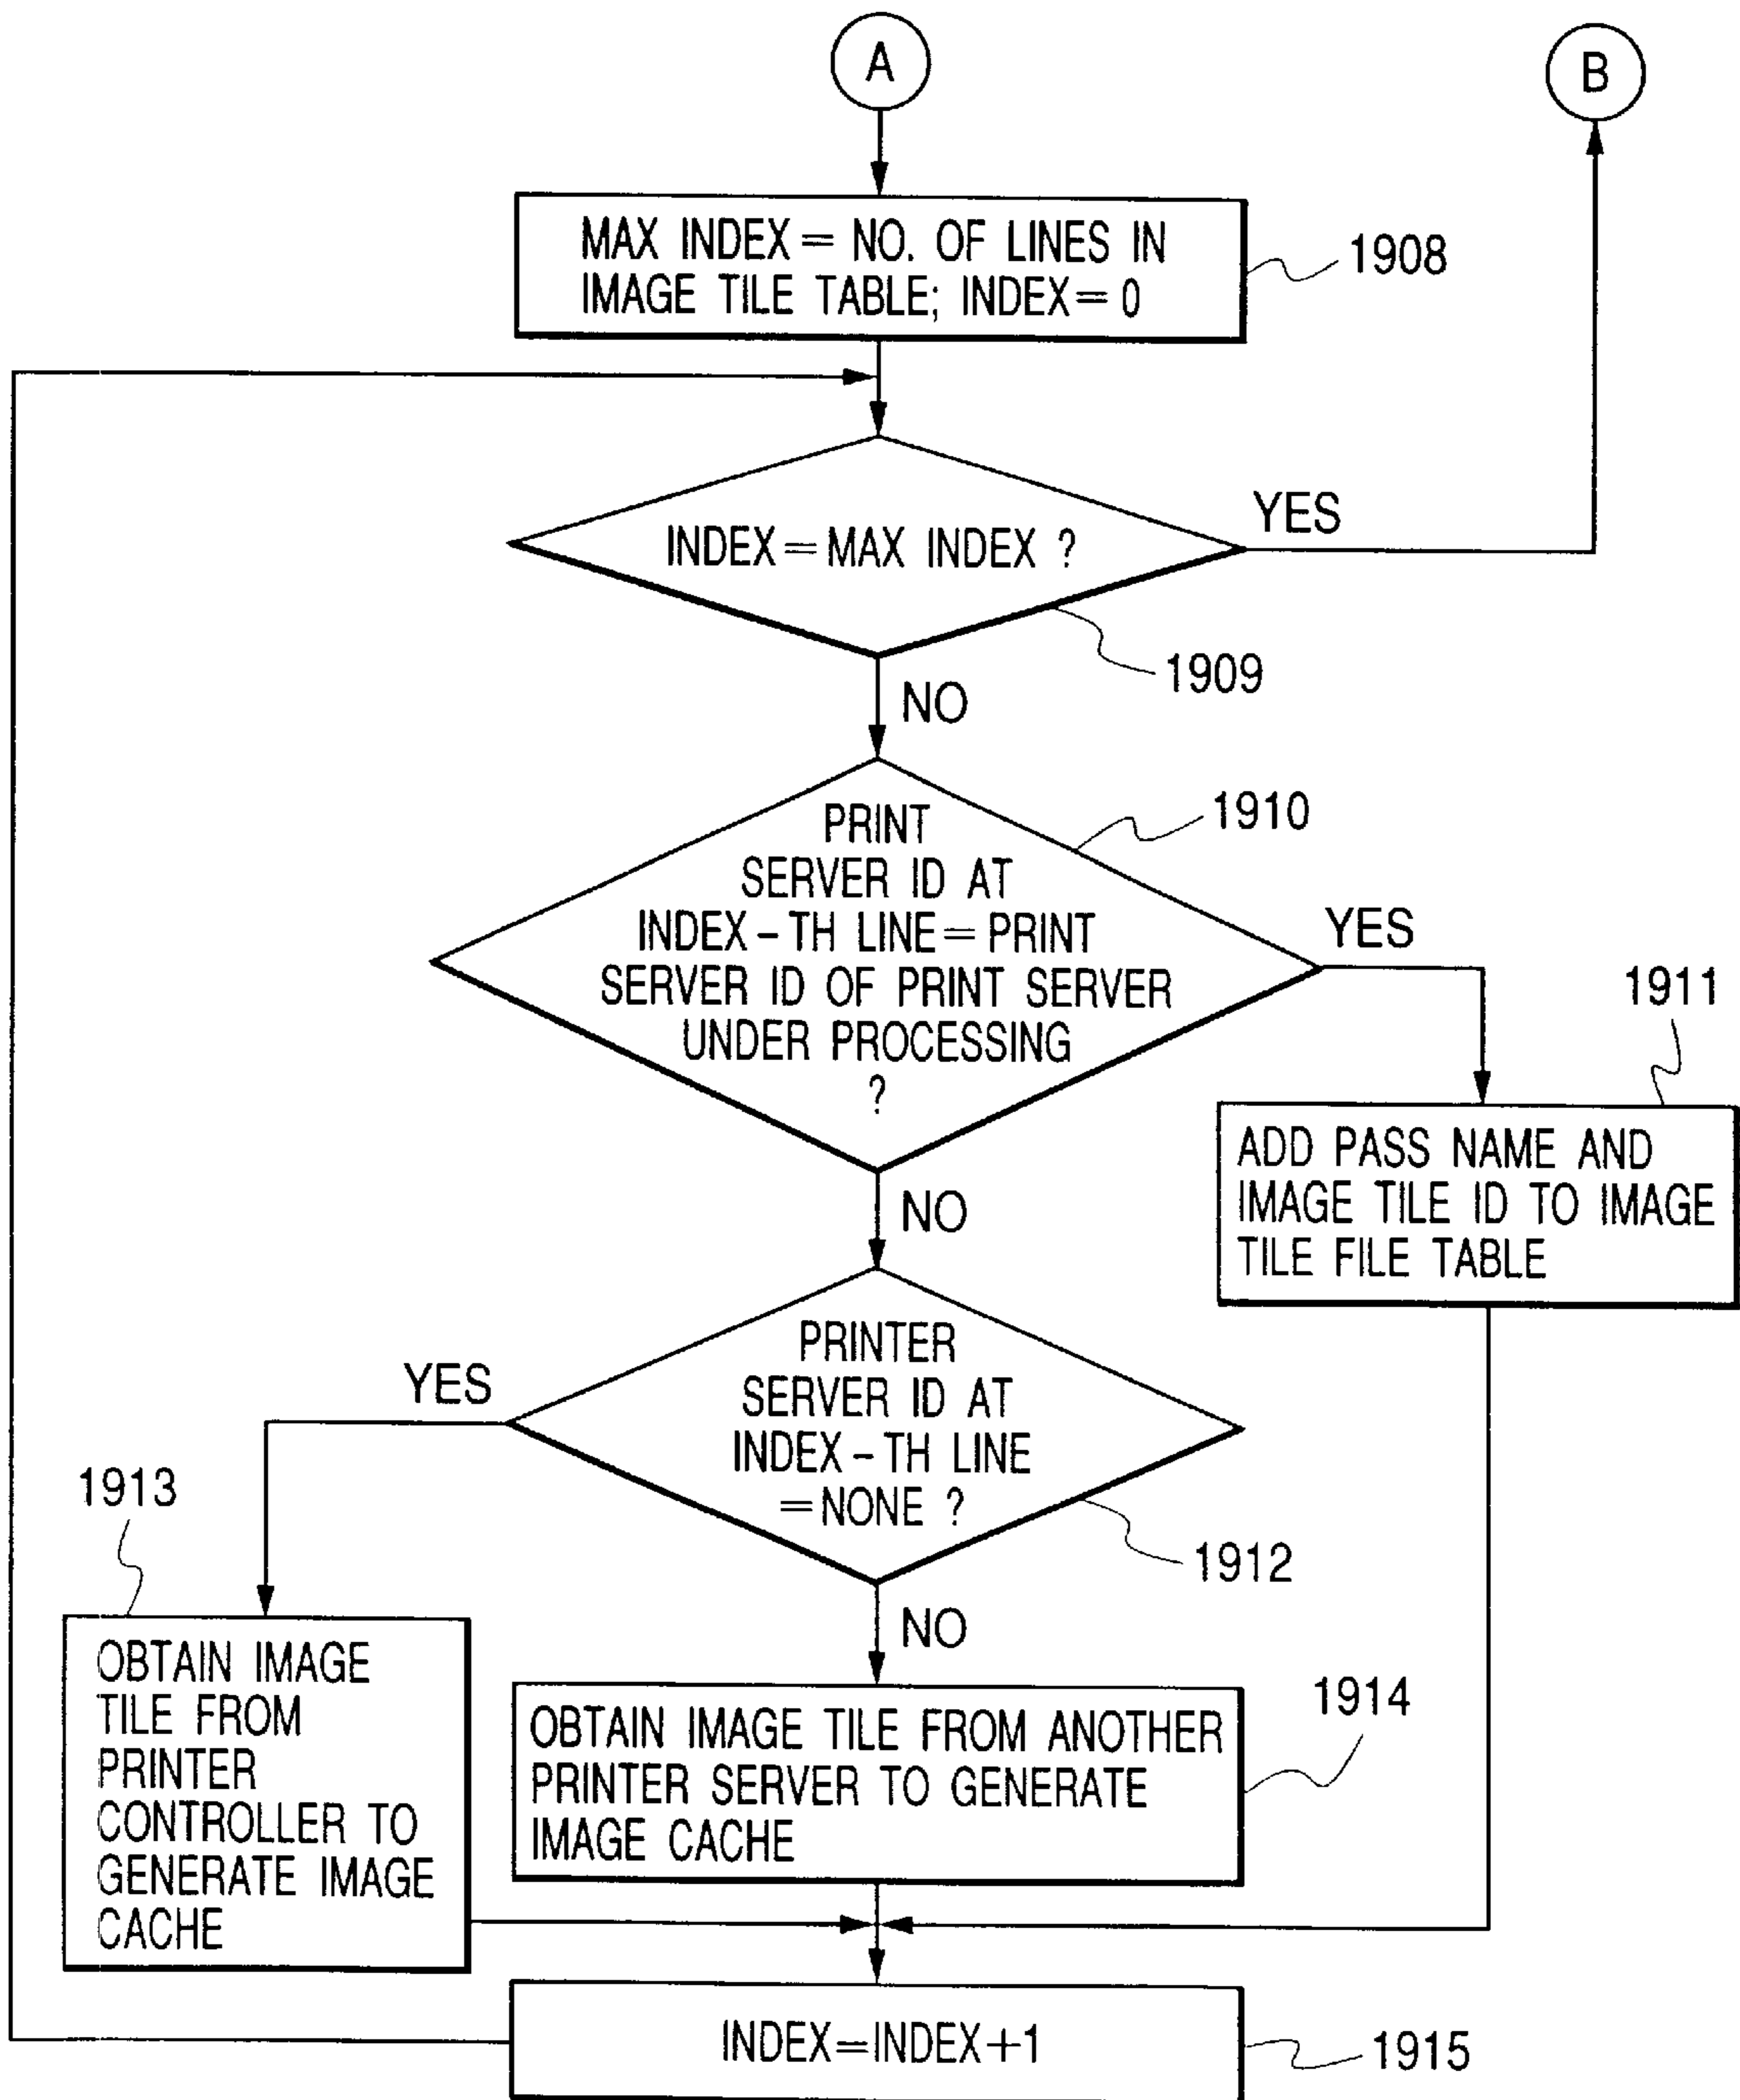 A
B
MAX INDEX = NO. OF LINES IN
IMAGE TILE TABLE; INDEX = 0
1908
INDEX = MAX INDEX ?
YES
1909
NO
PRINT
SERVER ID AT
INDEX - TH LINE = PRINT
SERVER ID OF PRINT SERVER
UNDER PROCESSING
?
1910
YES
1911
ADD PASS NAME AND
IMAGE TILE ID TO IMAGE
TILE FILE TABLE
NO
PRINTER
SERVER ID AT
INDEX - TH LINE
= NONE ?
YES
1912
1913
OBTAIN IMAGE
TILE FROM
PRINTER
CONTROLLER TO
GENERATE IMAGE
CACHE
NO
1914
OBTAIN IMAGE TILE FROM ANOTHER
PRINTER SERVER TO GENERATE
IMAGE CACHE
INDEX = INDEX + 1
1915